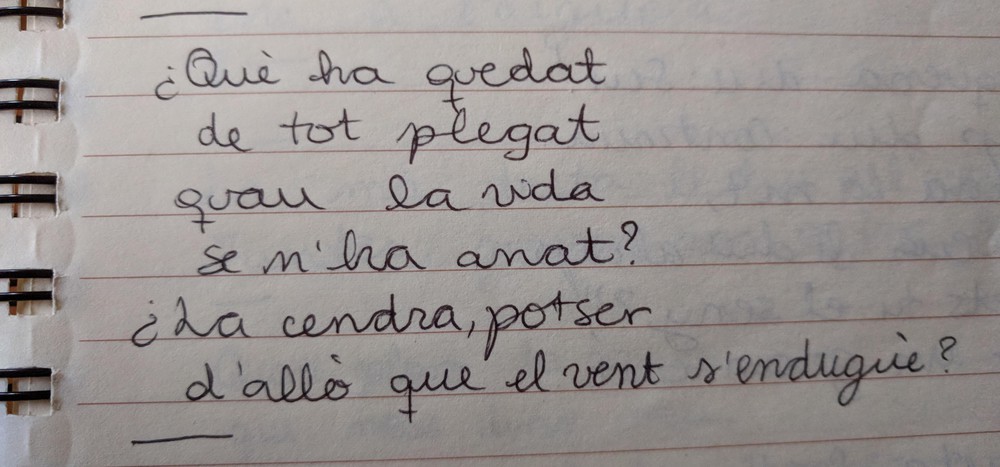 ¿Què ha quedat
de tot plegat
quan la vida
se n'ha anat?
¿La cendra, potser
d'allò que el vent s'endugué?